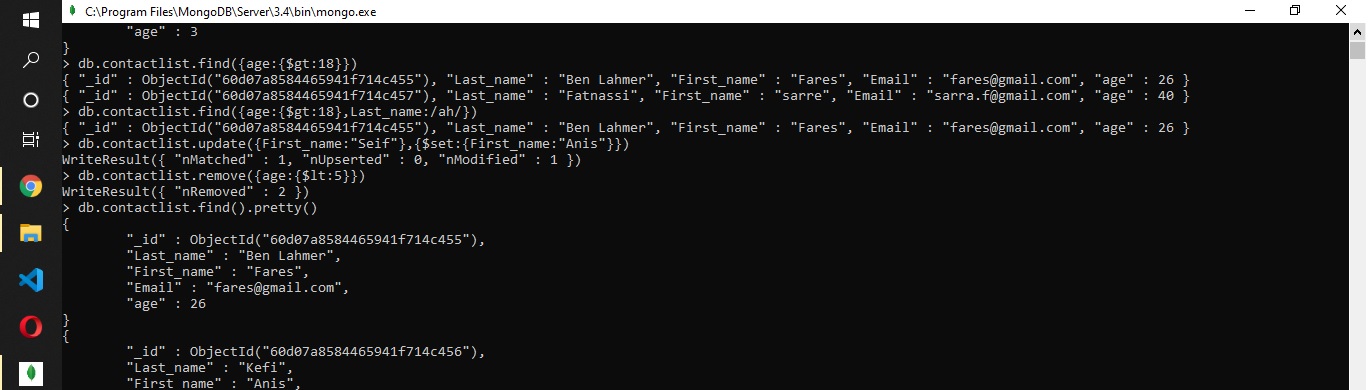 C:\Program Files\MongoDB\Server\3.4\bin\mongo.exe
"age" : 3
}
> db.contactlist.find({age:{$gt:18}})
{ "_id" : ObjectId("60d07a8584465941f714c455"), "Last_name" : "Ben Lahmer", "First_name" : "Fares", "Email" : "fares@gmail.com", "age" : 26 }
{ "_id" : ObjectId("60d07a8584465941f714c457"), "Last_name" : "Fatnassi", "First_name" : "sarre", "Email" : "sarra.f@gmail.com", "age" : 40 }
> db.contactlist.find({age:{$gt:18},Last_name:/ah/})
{ "_id" : ObjectId("60d07a8584465941f714c455"), "Last_name" : "Ben Lahmer", "First_name" : "Fares", "Email" : "fares@gmail.com", "age" : 26 }
> db.contactlist.update({First_name:"Seif"},{$set:{First_name:"Anis"}})
WriteResult({ "nMatched" : 1, "nUpserted" : 0, "nModified" : 1 })
> db.contactlist.remove({age:{$lt:5}})
WriteResult({ "nRemoved" : 2 })
> db.contactlist.find().pretty()
{
"_id" : ObjectId("60d07a8584465941f714c455"),
"Last_name" : "Ben Lahmer",
"First_name" : "Fares",
"Email" : "fares@gmail.com",
"age" : 26
}
{
"_id" : ObjectId("60d07a8584465941f714c456"),
"Last_name" : "Kefi",
"First_name" : "Anis",